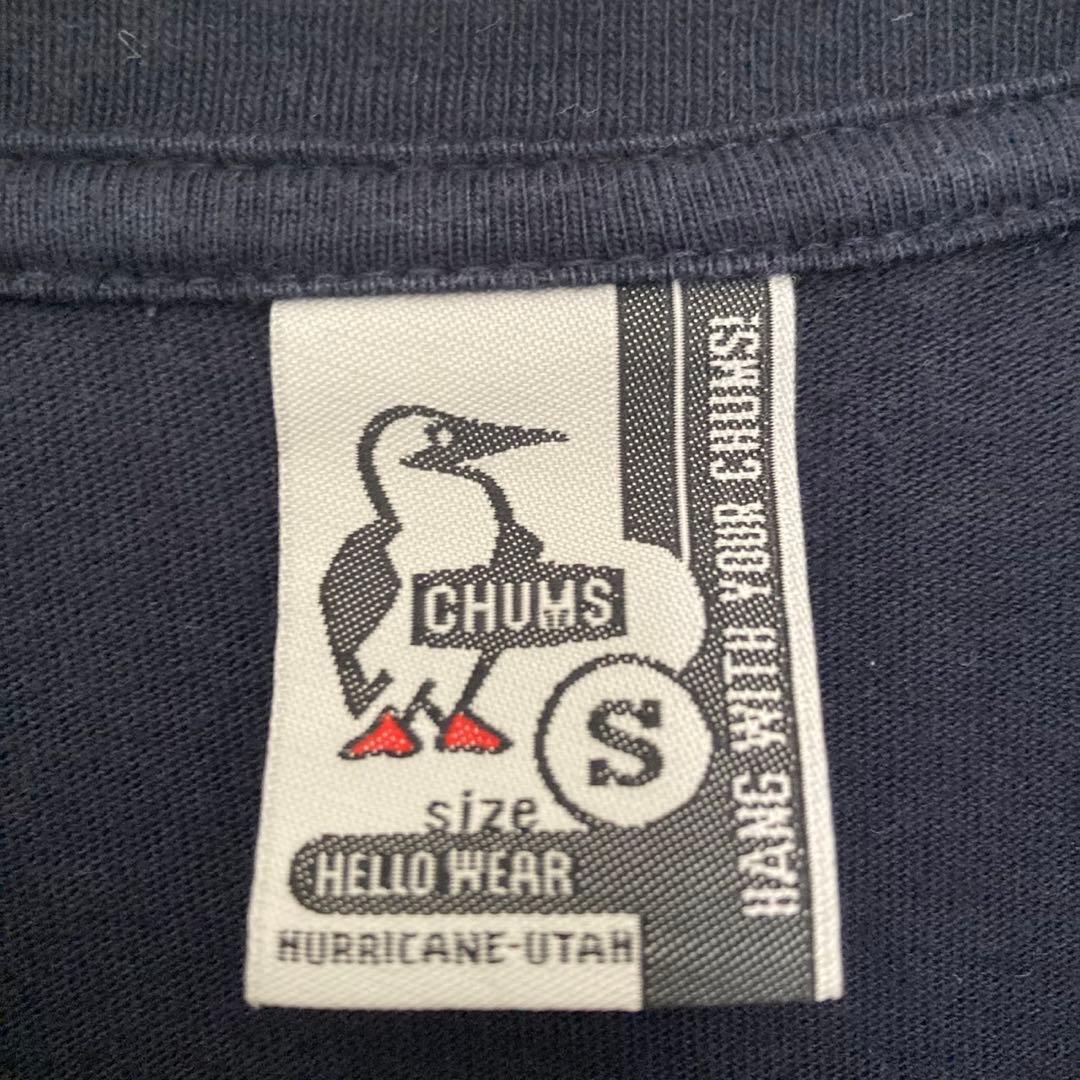 CHUMS
S
size
HELLO WEAR
HURRICANE-UTAH
HANG WITH YOUR CHUMS!